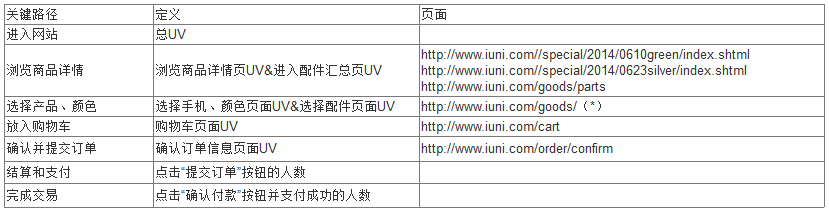 关键路径 定义 页面
进入网站 总UV
浏览商品详情 浏览商品详情页UV&进入配件汇总页UV http://www.iuni.com//special/2014/0610green/index.shtml
http://www.iuni.com//special/2014/0623silver/index.shtml
http://www.iuni.com/goods/parts
选择产品、颜色 选择手机、颜色页面UV&选择配件页面UV http://www.iuni.com/goods/（*）
放入购物车 购物车页面UV http://www.iuni.com/cart
确认并提交订单 确认订单信息页面UV http://www.iuni.com/order/confirm
结算和支付 点击“提交订单”按钮的人数
完成交易 点击“确认付款”按钮并支付成功的人数